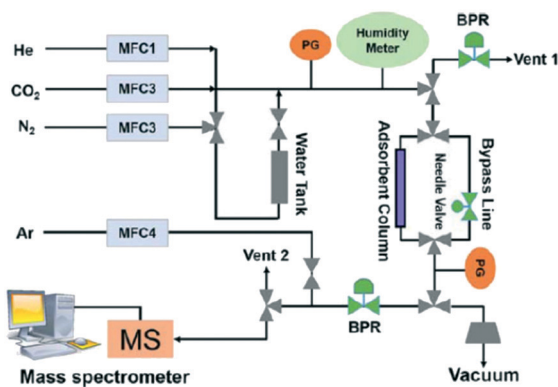 BPR
He
MFC1
PG
Humidity
Meter
Vent 1
CO₂
MFC3
N₂
MFC3
Water Tank
Adsorbent Column
Needle Valve
Bypass Line
Ar
MFC4
Vent 2
PG
MS
BPR
Mass spectrometer
Vacuum